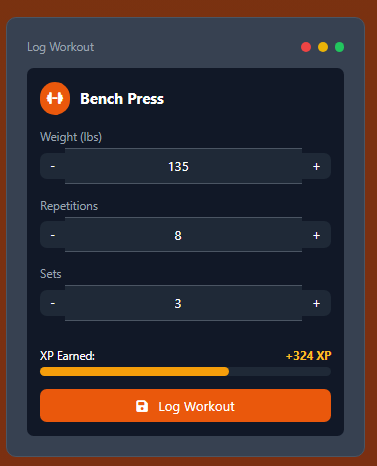 Log Workout
Bench Press
Weight (lbs)
- 135 +
Repetitions
- 8 +
Sets
- 3 +
XP Earned: +324 XP
Log Workout